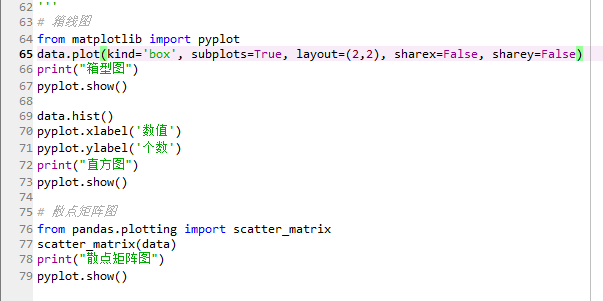 62 '''
63 # 箱线图
64 from matplotlib import pyplot
65 data.plot(kind='box', subplots=True, layout=(2,2), sharex=False, sharey=False)
66 print("箱型图")
67 pyplot.show()
68
69 data.hist()
70 pyplot.xlabel('数值')
71 pyplot.ylabel('个数')
72 print("直方图")
73 pyplot.show()
74
75 # 散点矩阵图
76 from pandas.plotting import scatter_matrix
77 scatter_matrix(data)
78 print("散点矩阵图")
79 pyplot.show()